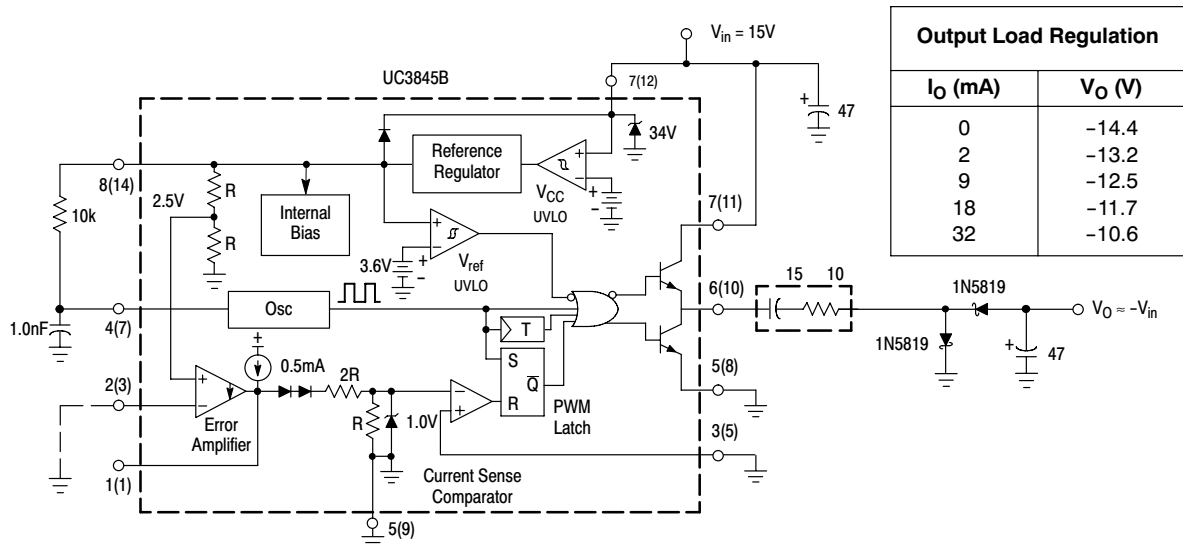 V_in = 15V
Output Load Regulation
I_O (mA) V_O (V)
0 −14.4
2 −13.2
9 −12.5
18 −11.7
32 −10.6
UC3845B
7(12)
+ 47
34V
Reference
Regulator
+
−
V_CC
UVLO
+
−
8(14)
2.5V
R
R
10k
Internal
Bias
+
−
V_ref
UVLO
3.6V
+
−
7(11)
Osc
4(7)
1.0nF
T
S
Q̅
R
PWM
Latch
6(10)
15 10
1N5819
V_O ≈ −V_in
1N5819
+
47
5(8)
0.5mA
+
2(3)
+
−
Error
Amplifier
2R
R
1.0V
−
+
Current Sense
Comparator
3(5)
1(1)
5(9)